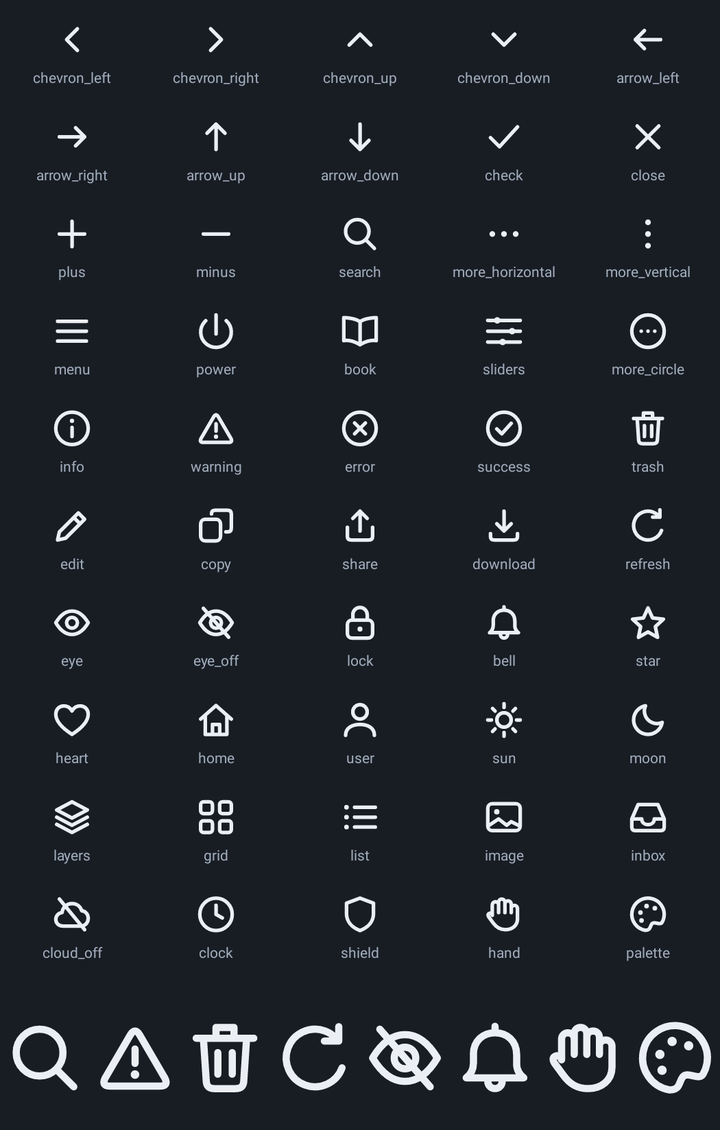 chevron_left chevron_right chevron_up chevron_down arrow_left
arrow_right arrow_up arrow_down check close
plus minus search more_horizontal more_vertical
menu power book sliders more_circle
info warning error success trash
edit copy share download refresh
eye eye_off lock bell star
heart home user sun moon
layers grid list image inbox
cloud_off clock shield hand palette